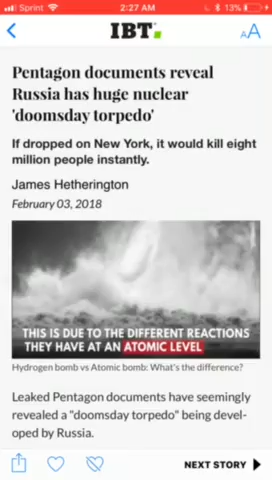 Sprint 2:27 AM 13%
IBT
AA
Pentagon documents reveal
Russia has huge nuclear
'doomsday torpedo'
If dropped on New York, it would kill eight
million people instantly.
James Hetherington
February 03, 2018
THIS IS DUE TO THE DIFFERENT REACTIONS
THEY HAVE AT AN ATOMIC LEVEL
Hydrogen bomb vs Atomic bomb: What's the difference?
Leaked Pentagon documents have seemingly
revealed a "doomsday torpedo" being devel-
oped by Russia.
NEXT STORY